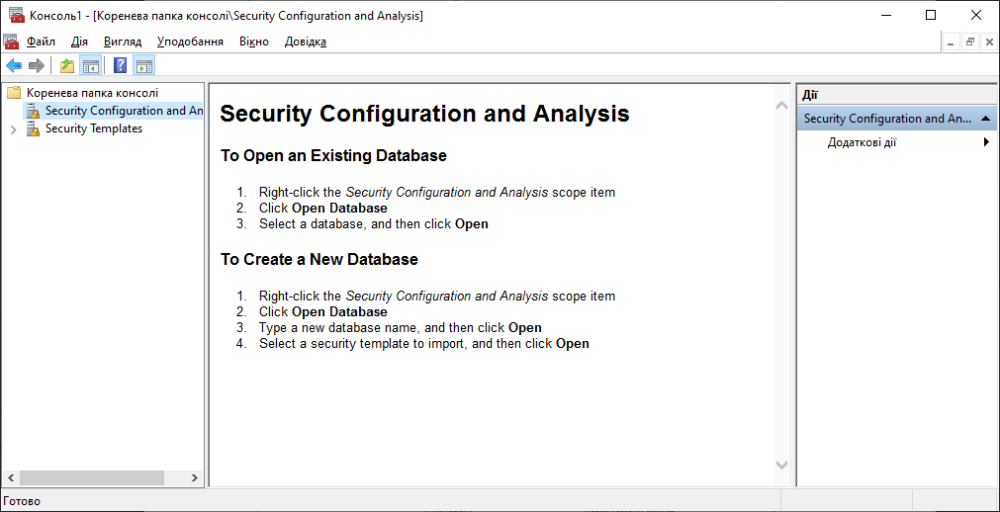 Консоль1 - [Коренева папка консолі\Security Configuration and Analysis]
Файл Дія Вигляд Уподобання Вікно Довідка
Коренева папка консолі
Security Configuration and An
Security Templates
Security Configuration and Analysis
To Open an Existing Database
1. Right-click the Security Configuration and Analysis scope item
2. Click Open Database
3. Select a database, and then click Open
To Create a New Database
1. Right-click the Security Configuration and Analysis scope item
2. Click Open Database
3. Type a new database name, and then click Open
4. Select a security template to import, and then click Open
Дії
Security Configuration and An...
Додаткові дії
Готово